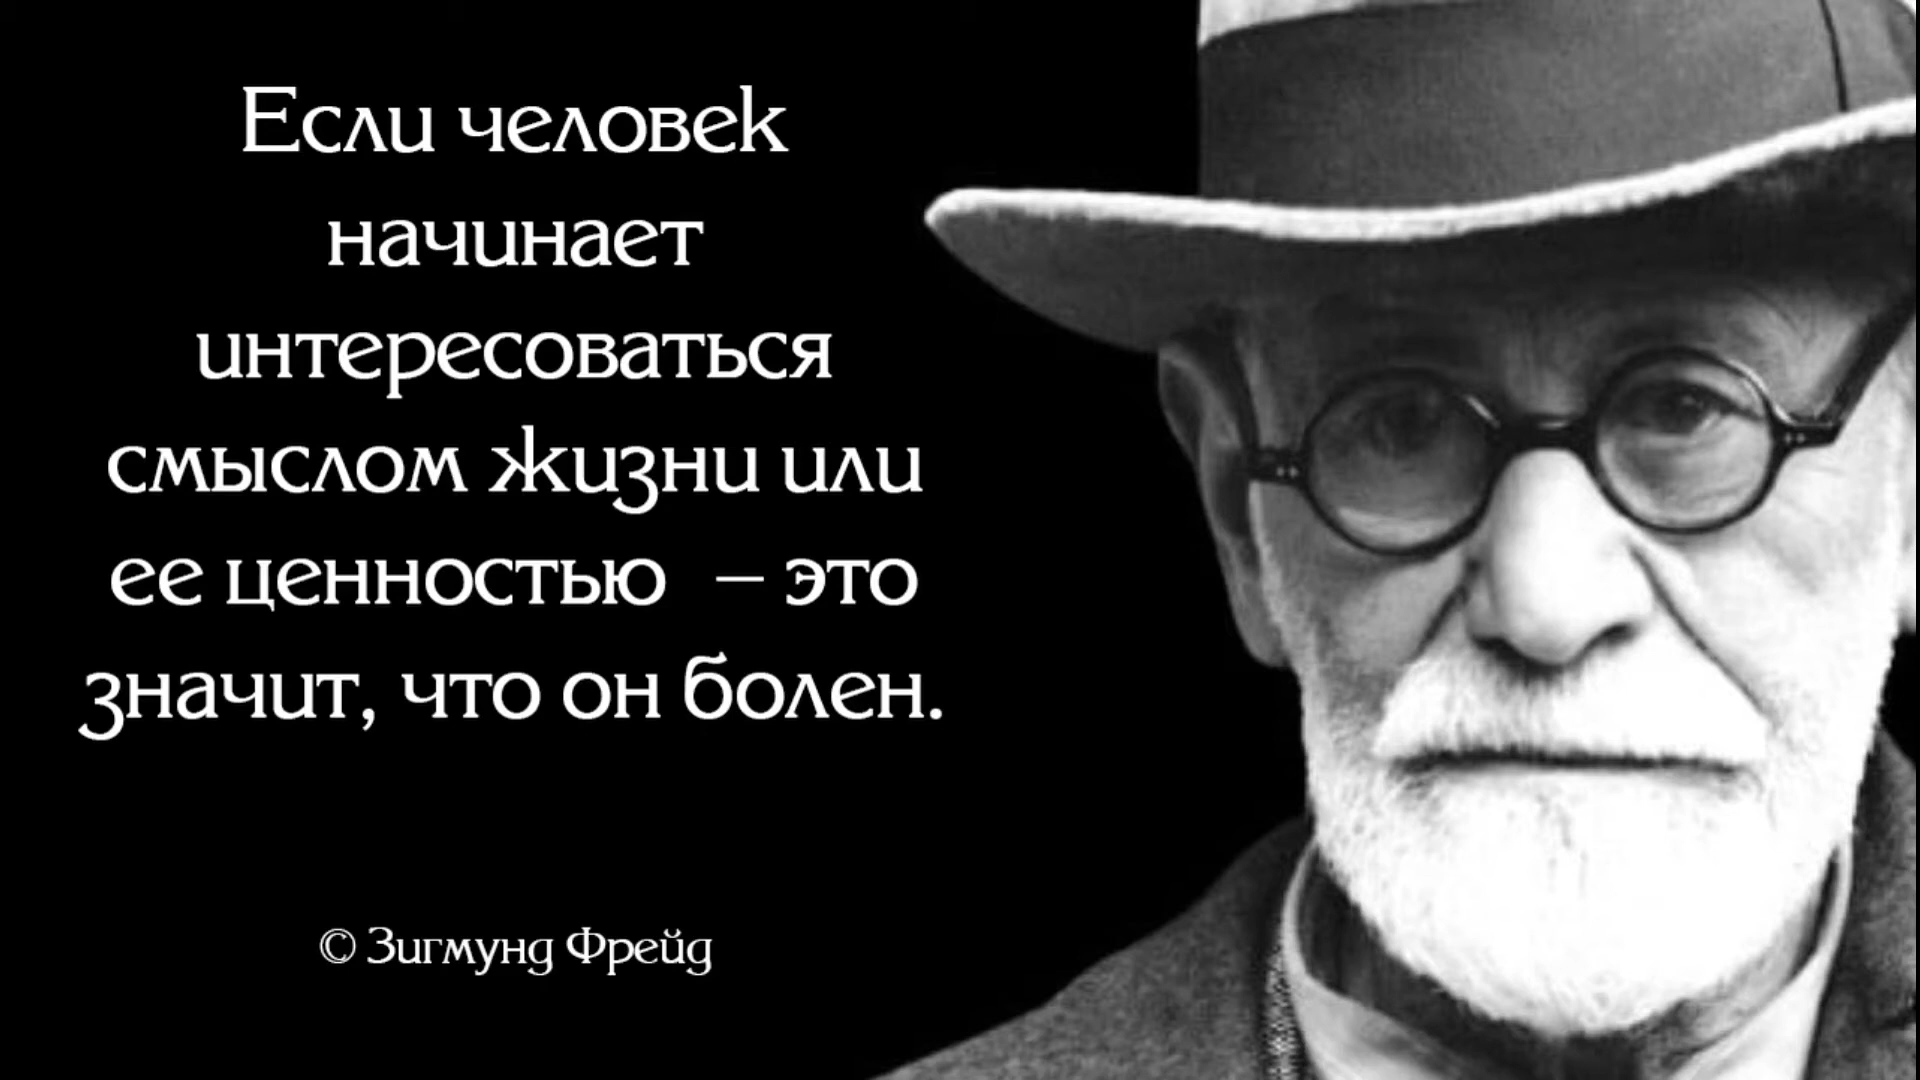 Если человек
начинает
интересоваться
смыслом жизни или
ее ценностью – это
значит, что он болен.
© Зигмунд Фрейд